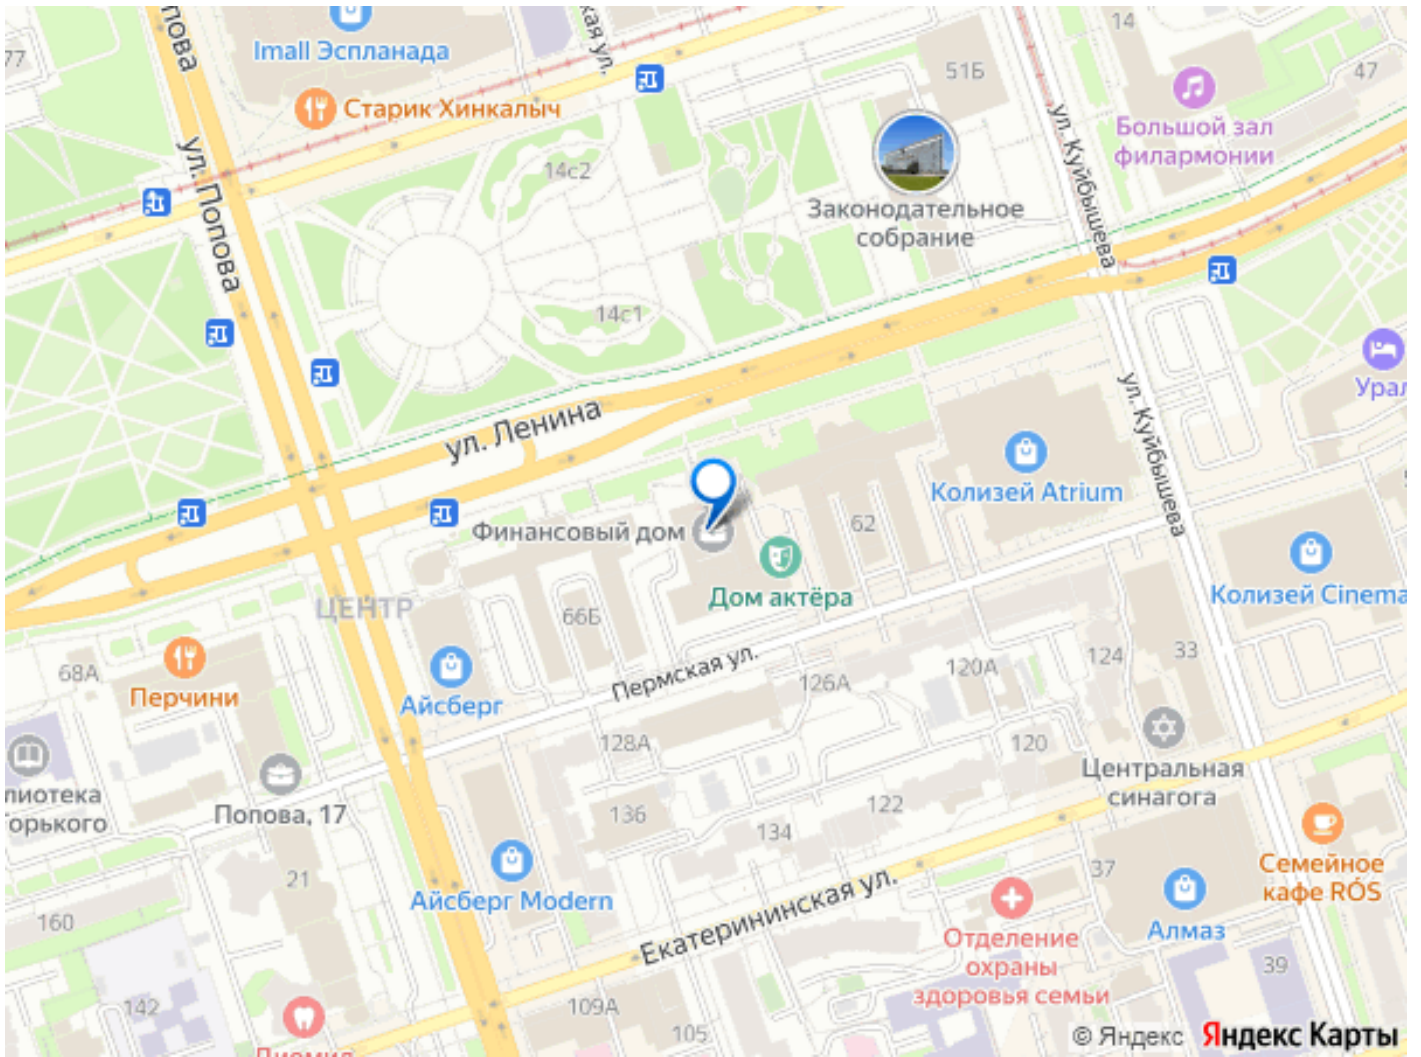 77
Imall Эспланада
Старик Хинкалыч
14с2
14с1
51Б
14
47
Большой зал
филармонии
Законодательное
собрание
ул. Попова
ул. Куйбышева
ул. Куйбышева
ул. Ленина
Колизей Atrium
Финансовый дом
62
Дом актёра
Колизей Cinema
ЦЕНТР
66Б
68А
Перчини
Айсберг
Пермская ул.
126А
120А
124
33
128А
120
Центральная
синагога
Попова, 17
136
134
122
Семейное
кафе RÓS
21
Айсберг Modern
37
Алмаз
160
Екатерининская ул.
Отделение
охраны
здоровья семьи
39
142
109А
105
© Яндекс Яндекс Карты